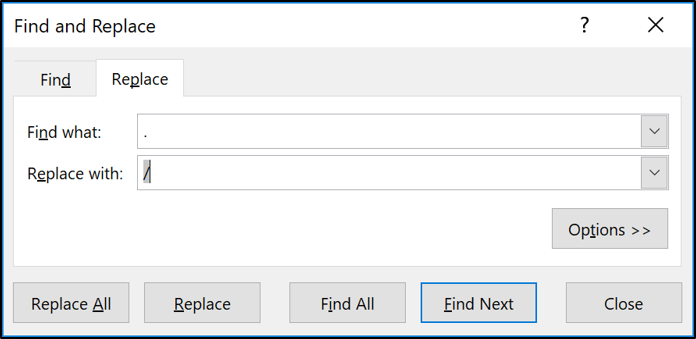 Find and Replace ? ×
Find Replace
Find what: .
Replace with: /
Options >>
Replace All Replace Find All Find Next Close